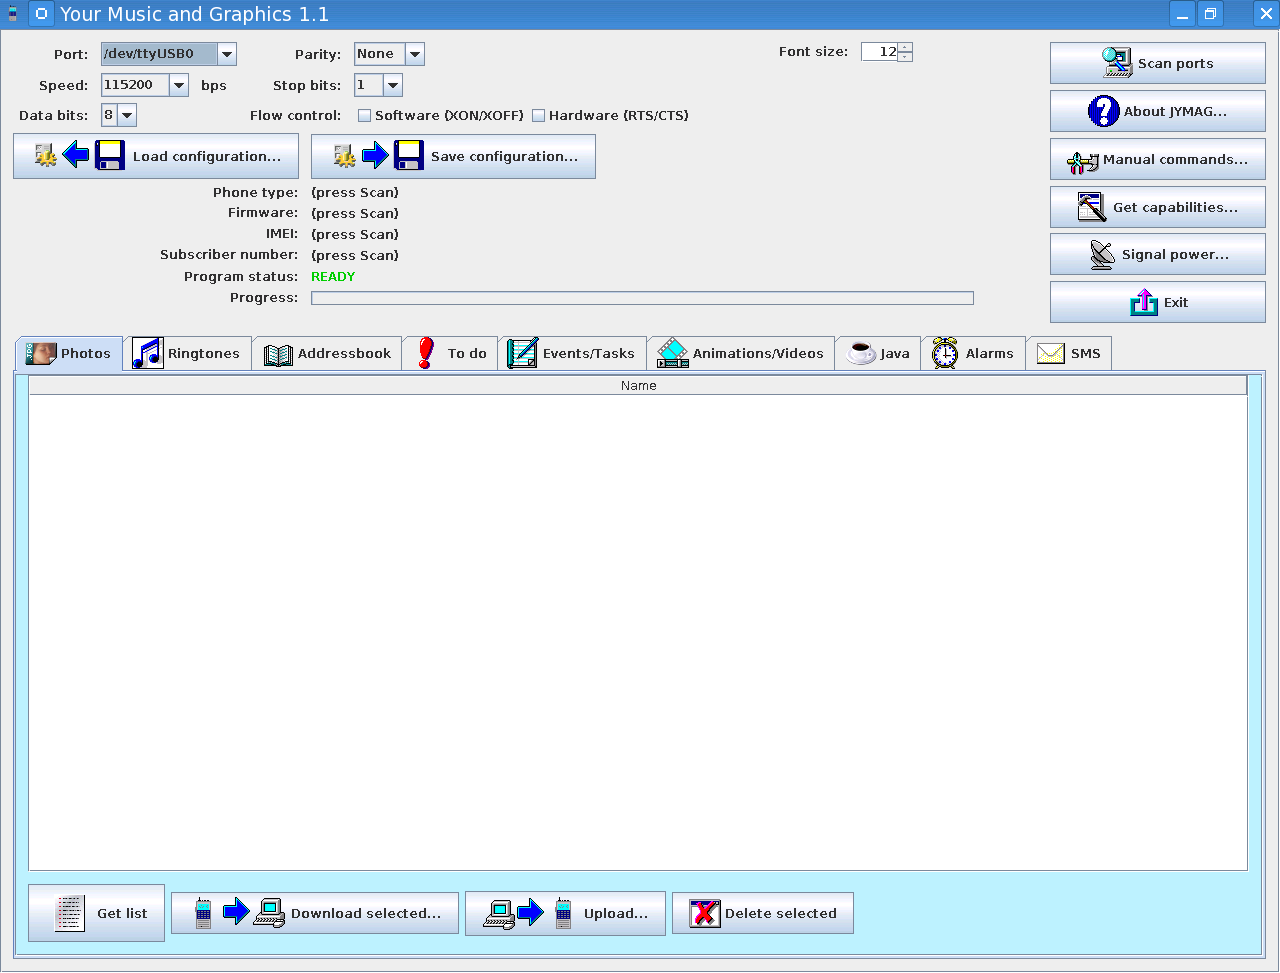 Your Music and Graphics 1.1
Port: /dev/ttyUSB0 Parity: None Font size: 12 Scan ports
Speed: 115200 bps Stop bits: 1
Data bits: 8 Flow control: Software (XON/XOFF) Hardware (RTS/CTS) About JYMAG...
Load configuration... Save configuration... Manual commands...
Phone type: (press Scan)
Firmware: (press Scan) Get capabilities...
IMEI: (press Scan)
Subscriber number: (press Scan) Signal power...
Program status: READY
Progress: Exit
Photos Ringtones Addressbook To do Events/Tasks Animations/Videos Java Alarms SMS
Name
Get list Download selected... Upload... Delete selected